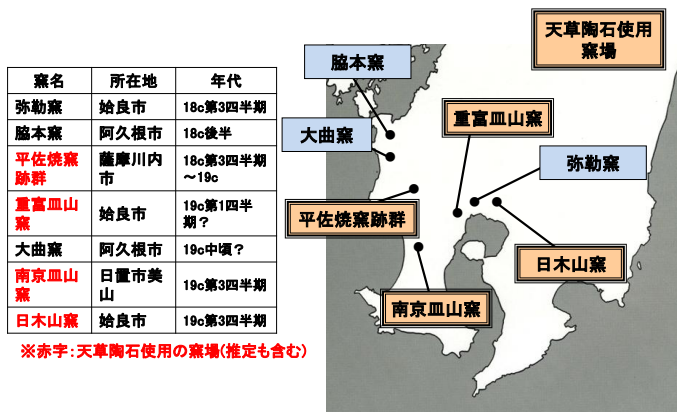 天草陶石使用
窯場
脇本窯
重富皿山窯
大曲窯
弥勒窯
平佐焼窯跡群
日木山窯
南京皿山窯
窯名 所在地 年代
弥勒窯 姶良市 18c第3四半期
脇本窯 阿久根市 18c後半
平佐焼窯 薩摩川内 18c第3四半期
跡群 市 ～19c
重富皿山 姶良市 19c第1四半
窯 期？
大曲窯 阿久根市 19c中頃？
南京皿山 日置市美 19c第3四半期
窯 山
日木山窯 姶良市 19c第3四半期
※赤字：天草陶石使用の窯場(推定も含む)